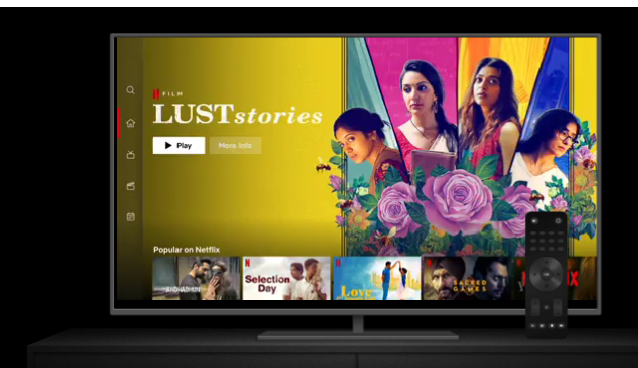 FILM
LUST stories
Play
More Info
Popular on Netflix
ANDHADHUN
Selection
Day
Love
SACRED
GAMES